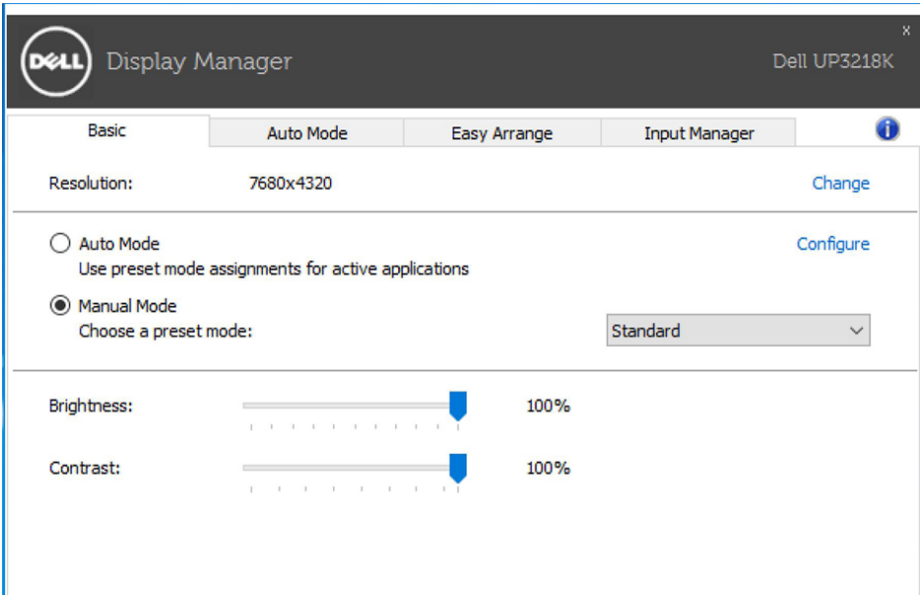 DELL Display Manager
x
Dell UP3218K
Basic
Auto Mode
Easy Arrange
Input Manager
i
Resolution: 7680x4320 Change
Auto Mode Configure
Use preset mode assignments for active applications
Manual Mode
Choose a preset mode: Standard
Brightness: 100%
Contrast: 100%